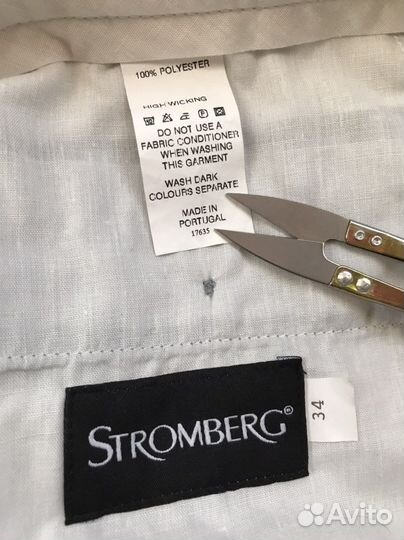 100% POLYESTER
HIGH WICKING
DO NOT USE A
FABRIC CONDITIONER
WHEN WASHING
THIS GARMENT
WASH DARK
COLOURS SEPARATE
MADE IN
PORTUGAL
17635
STROMBERG®
34
Avito